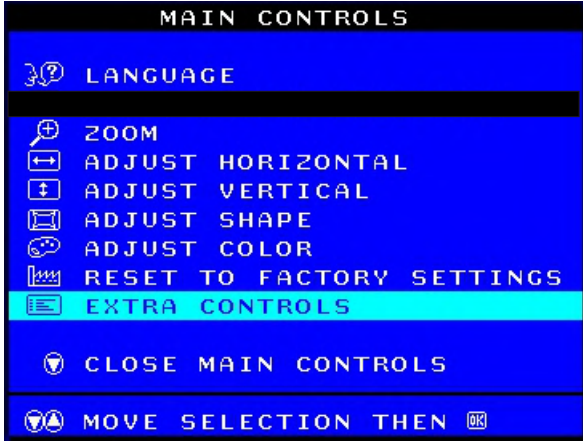 MAIN CONTROLS
LANGUAGE
ZOOM
ADJUST HORIZONTAL
ADJUST VERTICAL
ADJUST SHAPE
ADJUST COLOR
RESET TO FACTORY SETTINGS
EXTRA CONTROLS
CLOSE MAIN CONTROLS
MOVE SELECTION THEN OK